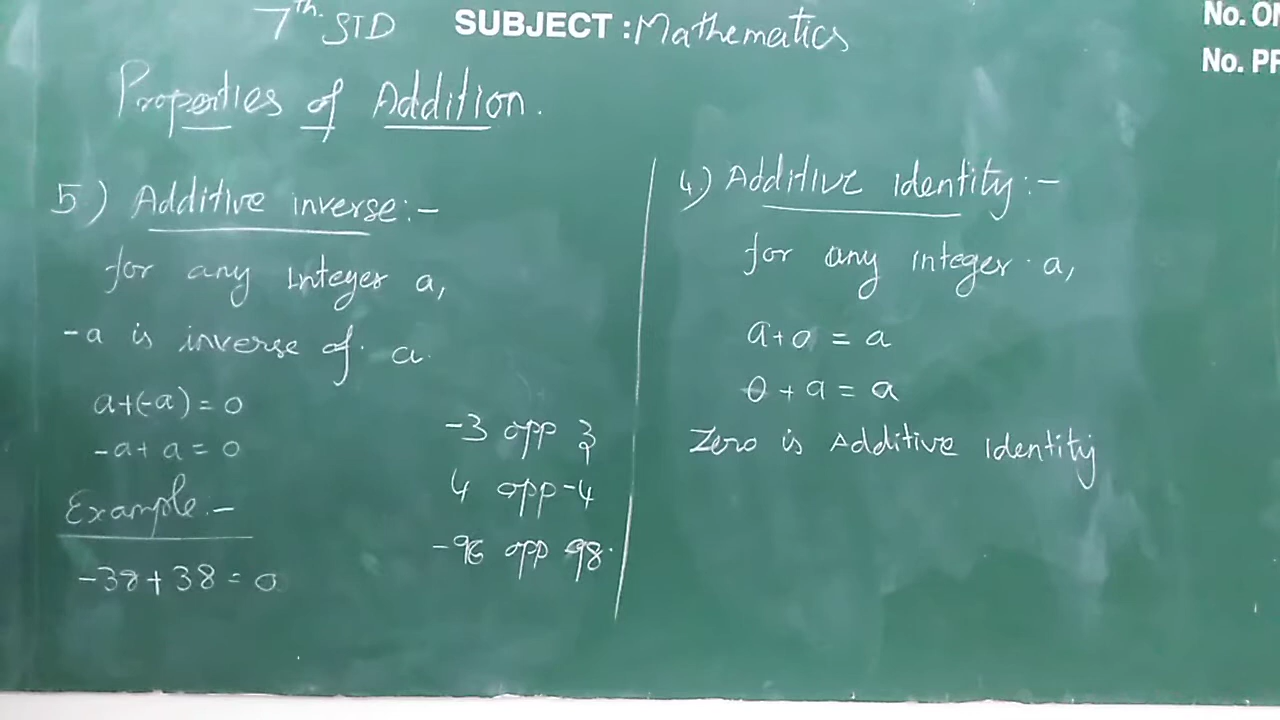 7th. STD SUBJECT : Mathematics
No. O
No. P
Properties of Addition.
5) Additive inverse:-
for any integer a,
-a is inverse of a.
a+(-a) = 0
-a+a = 0
Example:-
-38+38 = 0
-3 opp 3
4 opp -4
-98 opp 98.
4.) Additive identity:-
for any integer a,
a+0 = a
0+a = a
Zero is Additive Identity